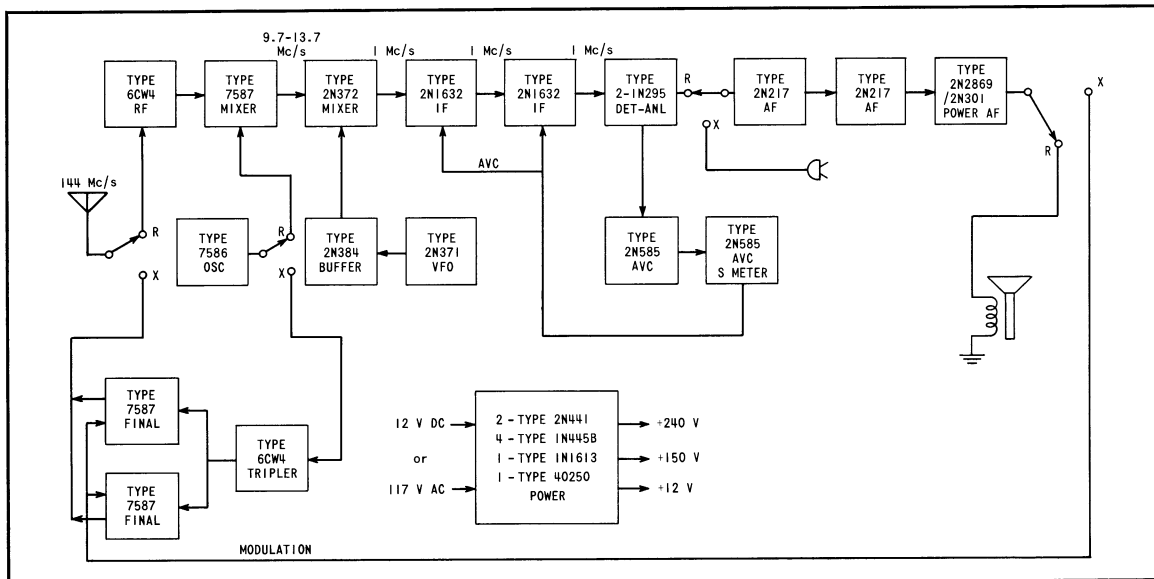 9.7-13.7
Mc/s
1 Mc/s
1 Mc/s
1 Mc/s
TYPE
6CW4
RF
TYPE
7587
MIXER
TYPE
2N372
MIXER
TYPE
2N1632
IF
TYPE
2N1632
IF
TYPE
2-1N295
DET-ANL
R
X
TYPE
2N217
AF
TYPE
2N217
AF
TYPE
2N2869
/2N301
POWER AF
X
R
AVC
144 Mc/s
R
X
TYPE
7586
OSC
R
X
TYPE
2N384
BUFFER
TYPE
2N371
VFO
TYPE
2N585
AVC
TYPE
2N585
AVC
S METER
TYPE
7587
FINAL
TYPE
7587
FINAL
TYPE
6CW4
TRIPLER
12 V DC
or
117 V AC
2 - TYPE 2N441
4 - TYPE 1N445B
1 - TYPE 1N1613
1 - TYPE 40250
POWER
+240 V
+150 V
+12 V
MODULATION